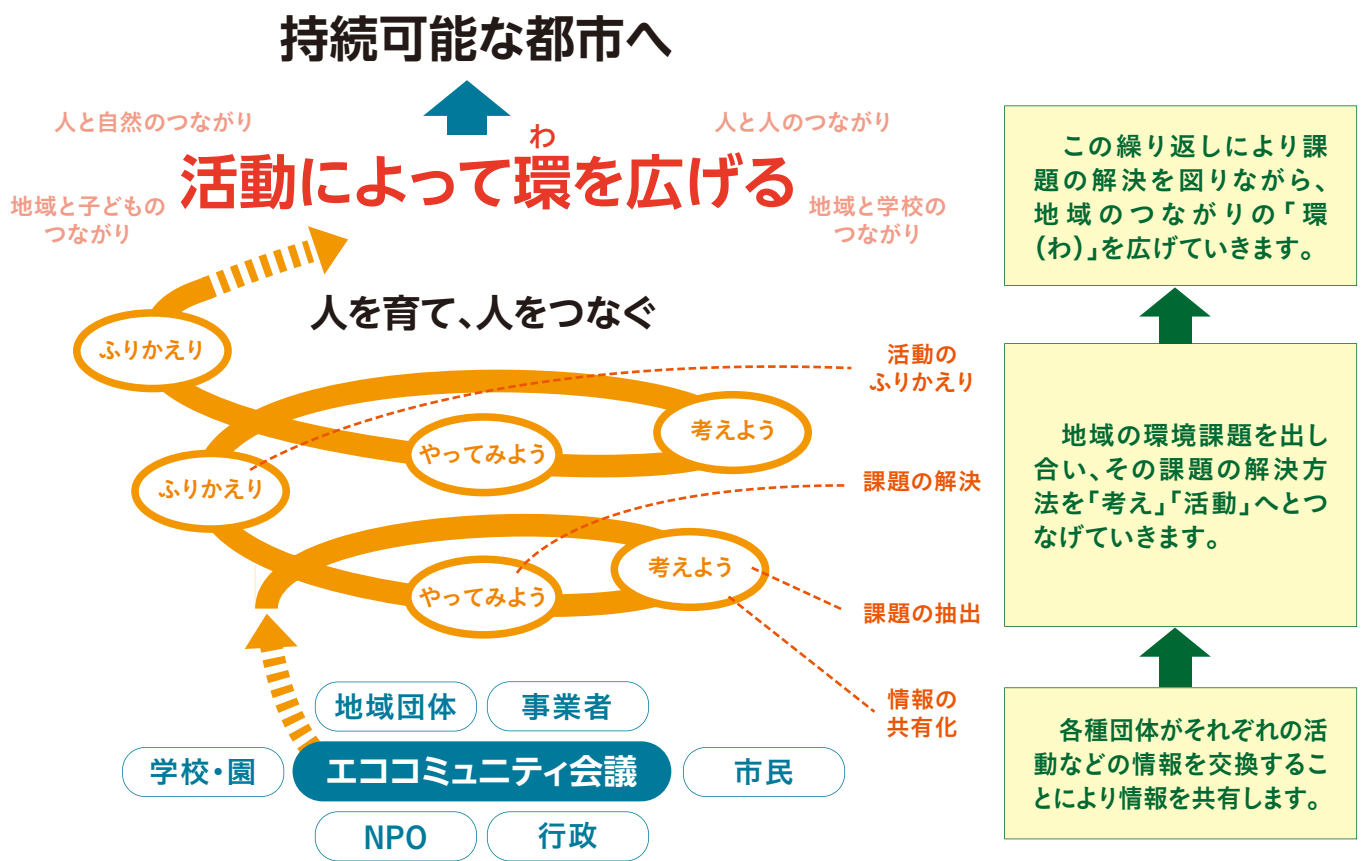 持続可能な都市へ
人と自然のつながり
人と人のつながり
わ
活動によって環を広げる
地域と子どもの
つながり
地域と学校の
つながり
人を育て、人をつなぐ
ふりかえり
考えよう
やってみよう
ふりかえり
考えよう
やってみよう
活動の
ふりかえり
課題の解決
課題の抽出
情報の
共有化
地域団体
事業者
学校・園
エココミュニティ会議
市民
NPO
行政
この繰り返しにより課
題の解決を図りながら、
地域のつながりの「環
（わ）」を広げていきます。
地域の環境課題を出し
合い、その課題の解決方
法を「考え」「活動」へとつ
なげていきます。
各種団体がそれぞれの活
動などの情報を交換するこ
とにより情報を共有します。